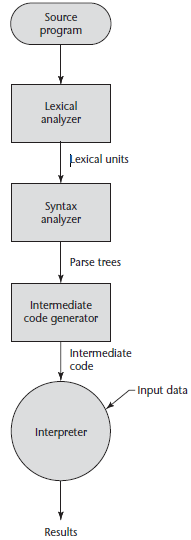 Source
program
Lexical
analyzer
Lexical units
Syntax
analyzer
Parse trees
Intermediate
code generator
Intermediate
code
Input data
Interpreter
Results